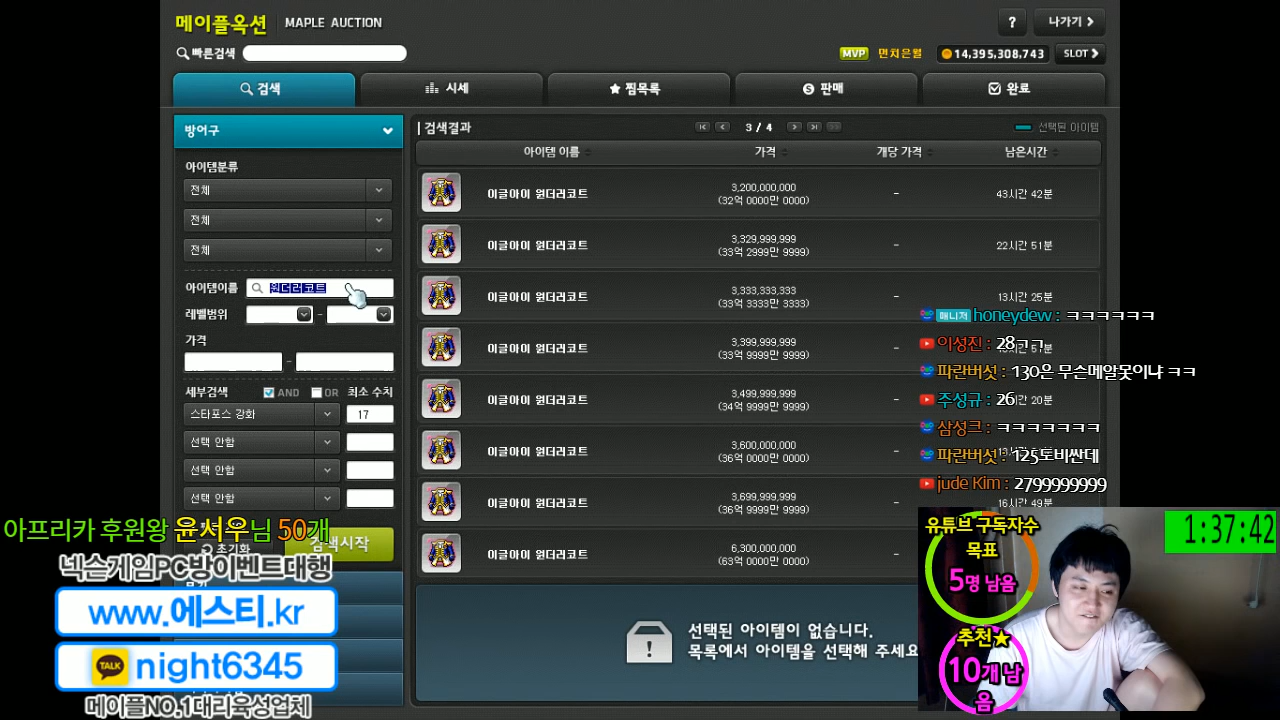 메이플옥션 MAPLE AUCTION
? 나가기
빠른검색
MVP 면치은월 14,395,308,743 SLOT
검색 시세 찜목록 판매 완료
방어구
아이템분류
전체
전체
전체
아이템이름 원더러코트
레벨범위 -
가격
-
세부검색 AND OR 최소 수치
스타포스 강화 17
선택 안함
선택 안함
선택 안함
초기화 검색시작
검색결과 3 / 4 선택된 아이템
아이템 이름 가격 개당 가격 남은시간
이글아이 원더러코트 3,200,000,000 (32억 0000만 0000) - 43시간 42분
이글아이 원더러코트 3,329,999,999 (33억 2999만 9999) - 22시간 51분
이글아이 원더러코트 3,333,333,333 (33억 3333만 3333) - 13시간 25분
이글아이 원더러코트 3,399,999,999 (33억 9999만 9999) -
이글아이 원더러코트 3,499,999,999 (34억 9999만 9999) - 20분
이글아이 원더러코트 3,600,000,000 (36억 0000만 0000) -
이글아이 원더러코트 3,699,999,999 (36억 9999만 9999) - 16시간 49분
이글아이 원더러코트 6,300,000,000 (63억 0000만 0000) -
선택된 아이템이 없습니다.
목록에서 아이템을 선택해 주세요
매니저 honeydew : ㅋㅋㅋㅋㅋㅋ
이성진 : 28ㄱㄱ
파란버섯 : 130은 무슨메알못이냐 ㅋㅋ
주성규 : 26
삼성크 : ㅋㅋㅋㅋㅋㅋㅋ
파란버섯 : 125토비싼데
jude Kim : 2799999999
아프리카 후원왕 윤서우님 50개
넥슨게임PC방이벤트대행
www.에스티.kr
TALK night6345
메이플NO.1대리육성업체
유튜브 구독자수
목표
5명 남음
추천★
10개 남
음
1:37:42